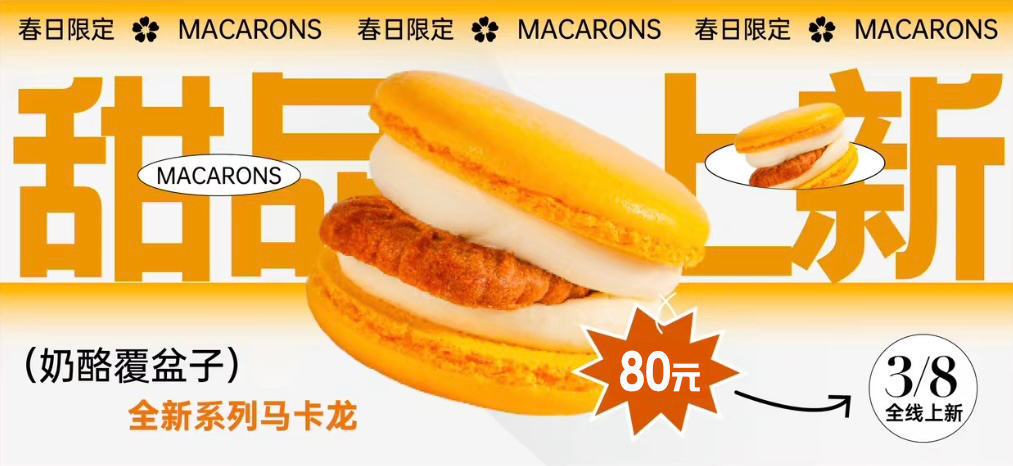 春日限定 MACARONS 春日限定 MACARONS 春日限定 MACARONS
甜品上新
MACARONS
（奶酪覆盆子）
全新系列马卡龙
80元
3/8
全线上新